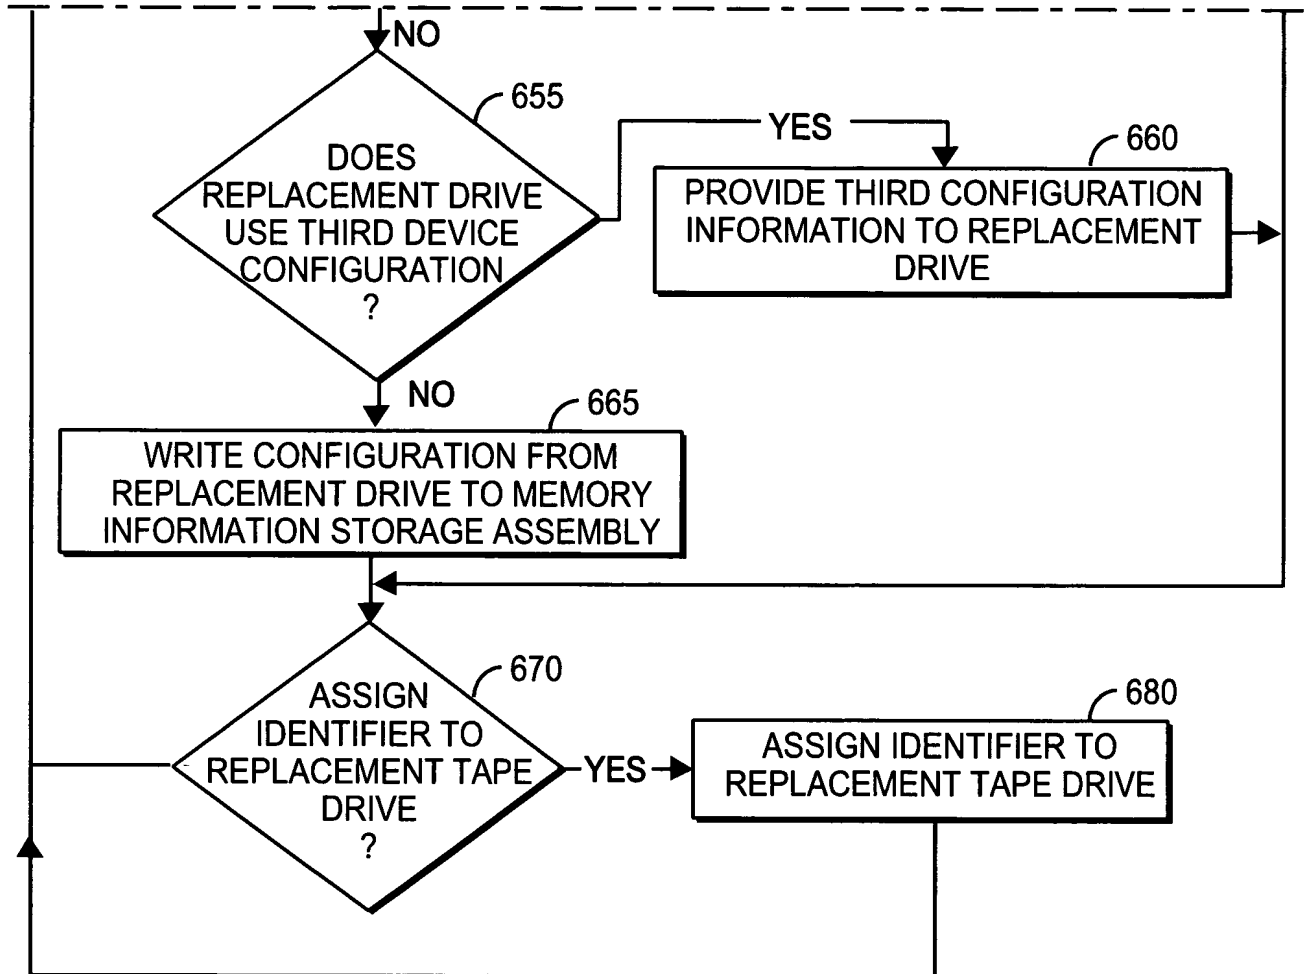 NO
655
DOES
REPLACEMENT DRIVE
USE THIRD DEVICE
CONFIGURATION
?
YES
660
PROVIDE THIRD CONFIGURATION
INFORMATION TO REPLACEMENT
DRIVE
NO
665
WRITE CONFIGURATION FROM
REPLACEMENT DRIVE TO MEMORY
INFORMATION STORAGE ASSEMBLY
670
ASSIGN
IDENTIFIER TO
REPLACEMENT TAPE
DRIVE
?
YES
680
ASSIGN IDENTIFIER TO
REPLACEMENT TAPE DRIVE